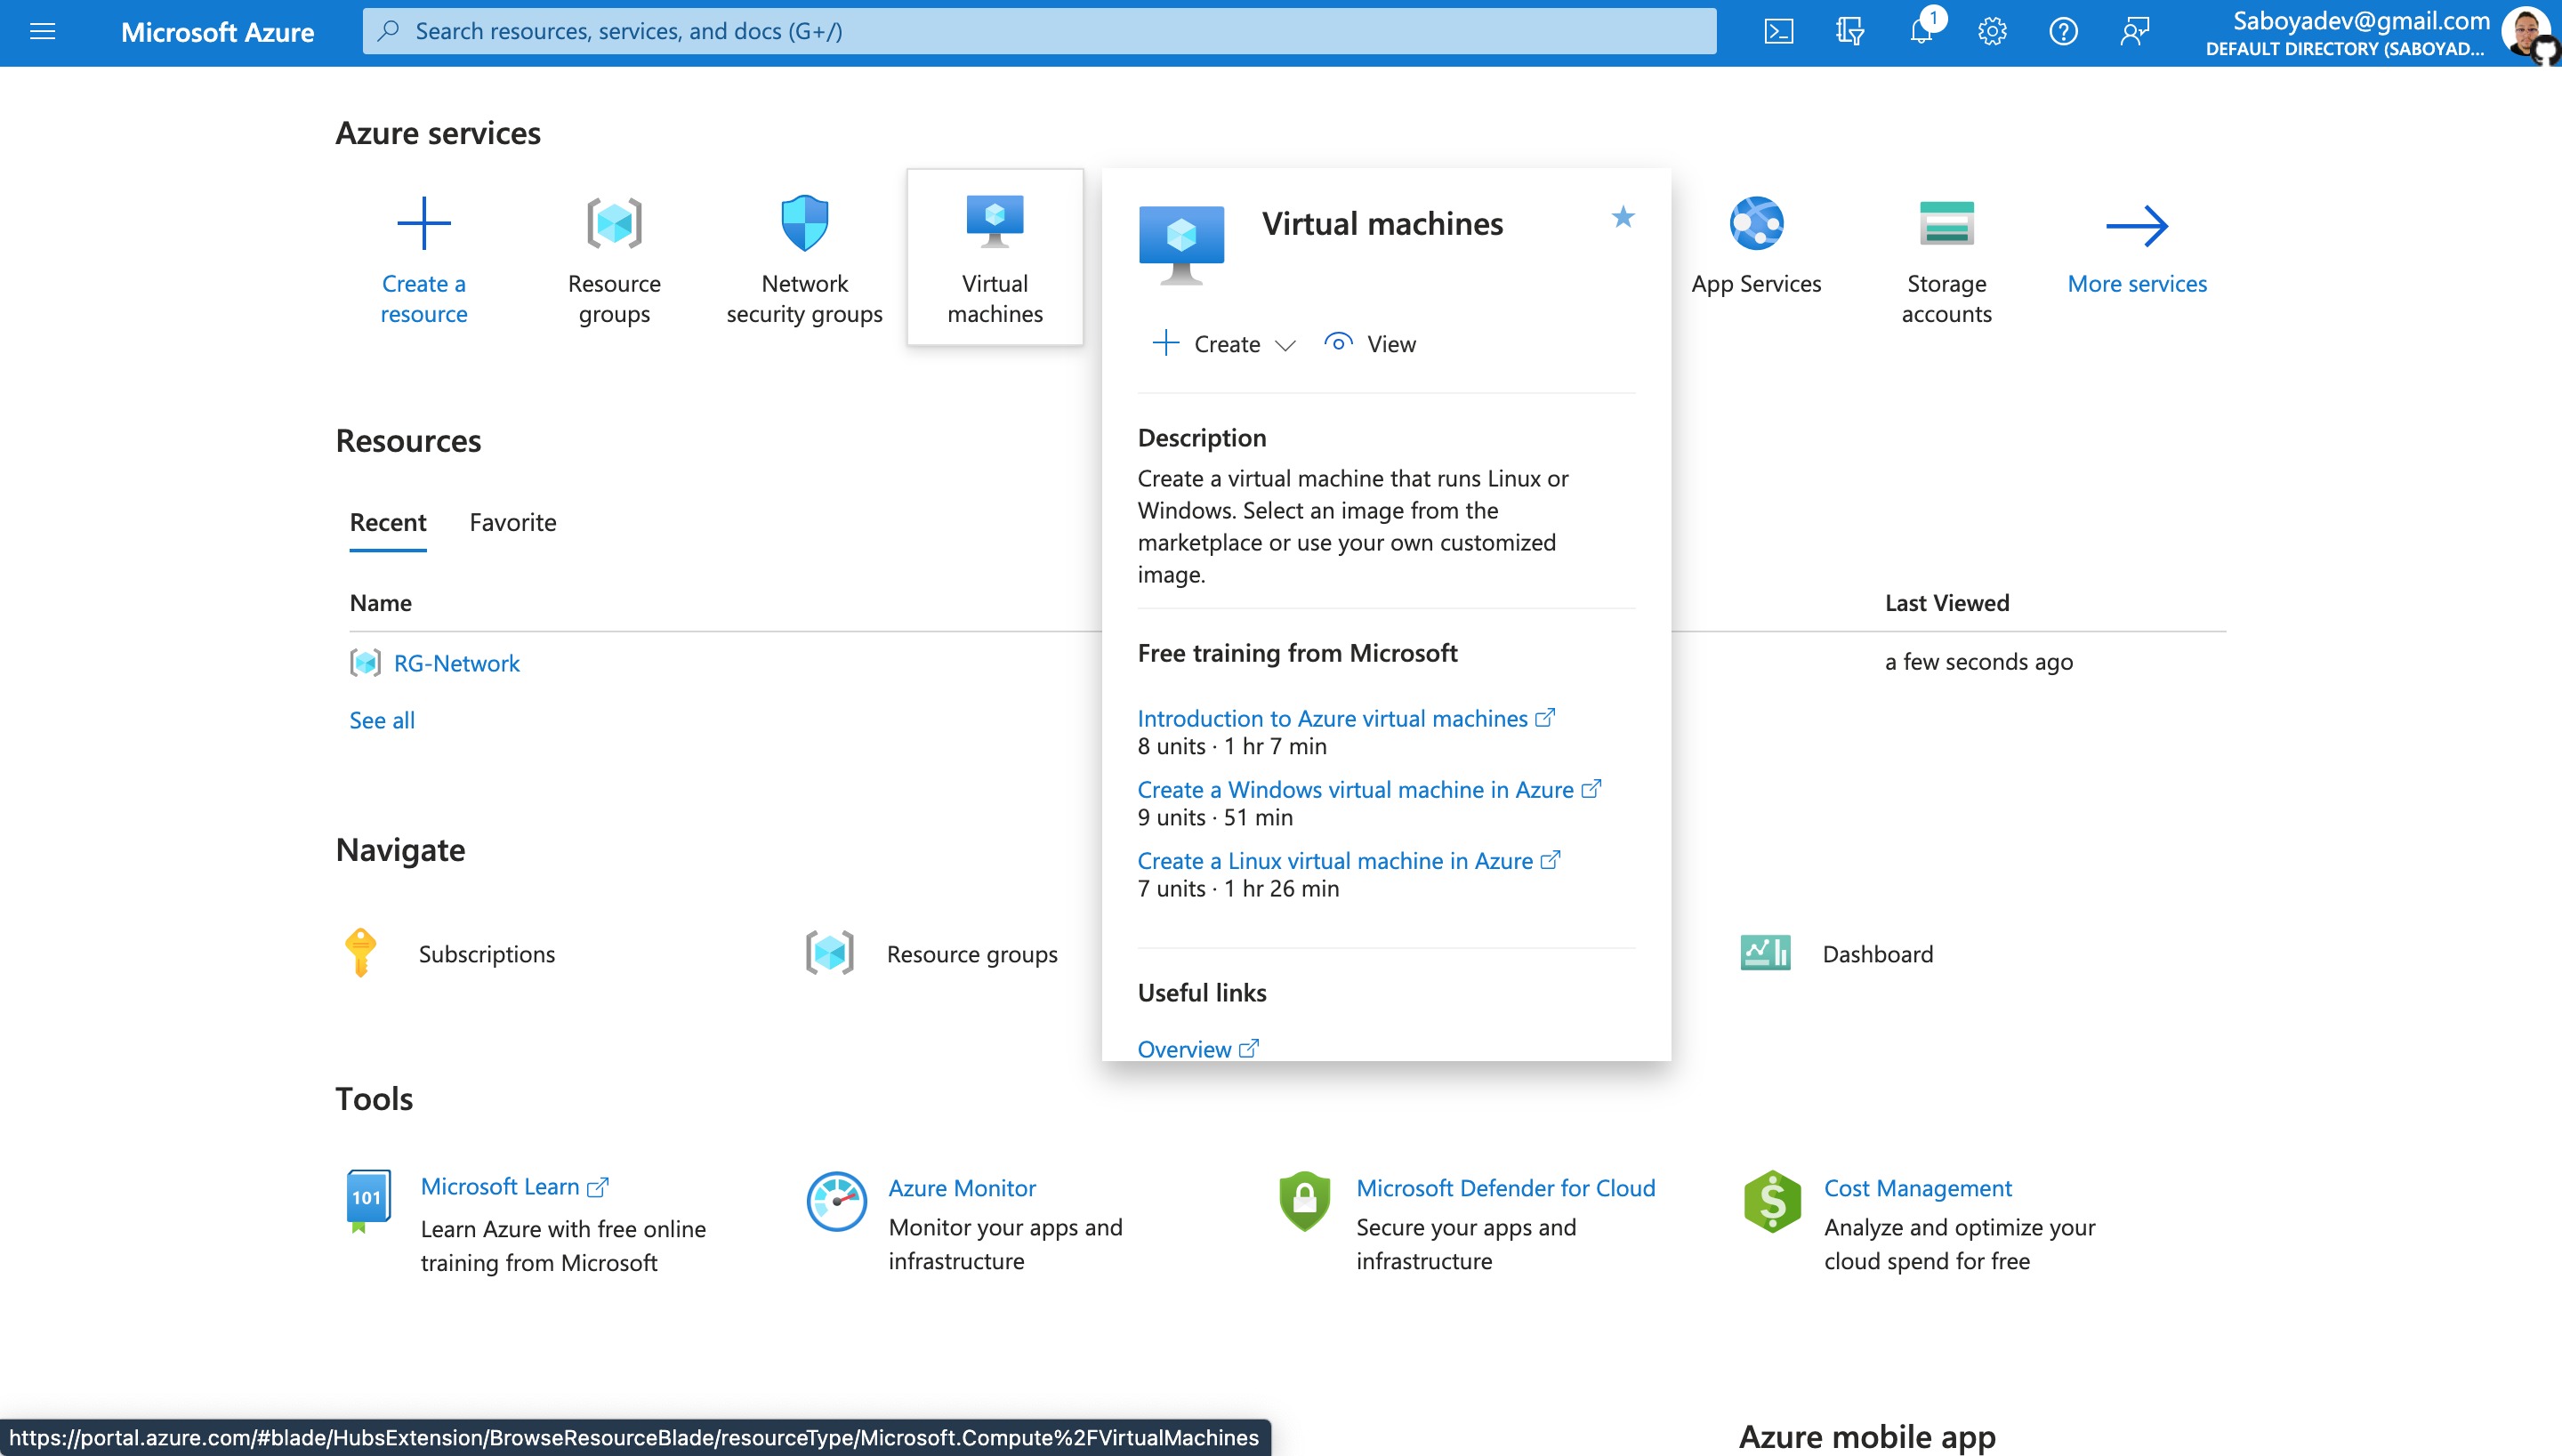 Microsoft Azure
Search resources, services, and docs (G+/)
1
Saboyadev@gmail.com
DEFAULT DIRECTORY (SABOYAD...
Azure services
Create a
resource
Resource
groups
Network
security groups
Virtual
machines
App Services
Storage
accounts
More services
Virtual machines
Create
View
Description
Create a virtual machine that runs Linux or
Windows. Select an image from the
marketplace or use your own customized
image.
Free training from Microsoft
Introduction to Azure virtual machines
8 units · 1 hr 7 min
Create a Windows virtual machine in Azure
9 units · 51 min
Create a Linux virtual machine in Azure
7 units · 1 hr 26 min
Useful links
Overview
Resources
Recent
Favorite
Name
Last Viewed
RG-Network
a few seconds ago
See all
Navigate
Subscriptions
Resource groups
Dashboard
Tools
101
Microsoft Learn
Learn Azure with free online
training from Microsoft
Azure Monitor
Monitor your apps and
infrastructure
Microsoft Defender for Cloud
Secure your apps and
infrastructure
$
Cost Management
Analyze and optimize your
cloud spend for free
https://portal.azure.com/#blade/HubsExtension/BrowseResourceBlade/resourceType/Microsoft.Compute%2FVirtualMachines
Azure mobile app